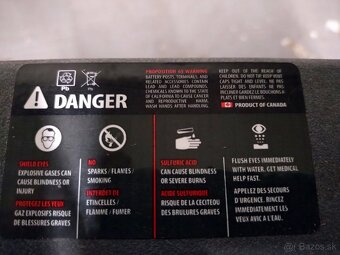 Pb
Pb
DANGER
PROPOSITION 65 WARNING
BATTERY POSTS, TERMINALS, AND
RELATED ACCESSORIES CONTAIN
LEAD AND LEAD COMPOUNDS, CHEMICALS
KNOWN TO THE STATE
OF CALIFORNIA TO CAUSE CANCER
AND REPRODUCTIVE HARM.
WASH HANDS AFTER HANDLING.
KEEP OUT OF THE REACH OF
CHILDREN. DO NOT TIP. KEEP VENT
CAPS TIGHT AND LEVEL.
PRODUCT OF CANADA
SHIELD EYES
EXPLOSIVE GASES CAN
CAUSE BLINDNESS OR
INJURY
PROTEGEZ LES YEUX
GAZ EXPLOSIFS RISQUE
DE BLESSURES GRAVES
NO
SPARKS / FLAMES /
SMOKING
INTERDIT DE
ETINCELLES /
FLAMME / FUMER
SULFURIC ACID
CAN CAUSE BLINDNESS
OR SEVERE BURNS
ACIDE SULFURIQUE
RISQUE DE LA CECITEOU
DES BRULURES GRAVES
FLUSH EYES IMMEDIATELY
WITH WATER, GET MEDICAL
HELP FAST.
APPELEZ DES SECOURS
D'URGENCE. RINCEZ
IMMEDIATEMENT LES
YEUX AVEC DE L'EAU
bazos.sk